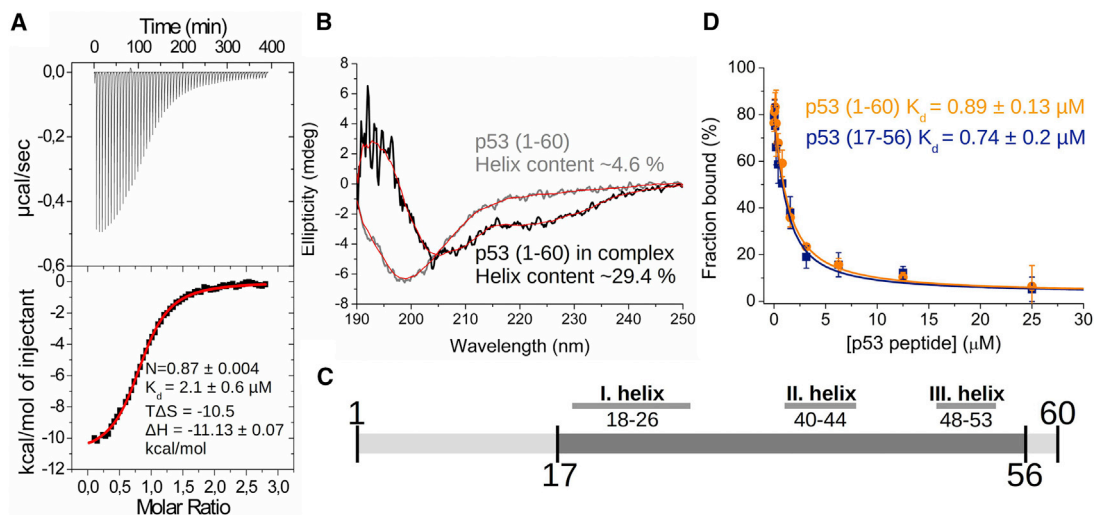 A
Time (min)
0 100 200 300 400
0,0
-0,2
-0,4
-0,6
µcal/sec
0
-2
-4
-6
-8
-10
-12
kcal/mol of injectant
N=0.87 ± 0.004
Kd = 2.1 ± 0.6 µM
TΔS = -10.5
ΔH = -11.13 ± 0.07
kcal/mol
0,0 0,5 1,0 1,5 2,0 2,5 3,0
Molar Ratio
B
8
6
4
2
0
-2
-4
-6
-8
Ellipticity (mdeg)
p53 (1-60)
Helix content ~4.6 %
p53 (1-60) in complex
Helix content ~29.4 %
190 200 210 220 230 240 250
Wavelength (nm)
D
100
80
60
40
20
0
Fraction bound (%)
p53 (1-60) Kd = 0.89 ± 0.13 µM
p53 (17-56) Kd = 0.74 ± 0.2 µM
0 5 10 15 20 25 30
[p53 peptide] (µM)
C
I. helix II. helix III. helix
1 18-26 40-44 48-53 60
17 56